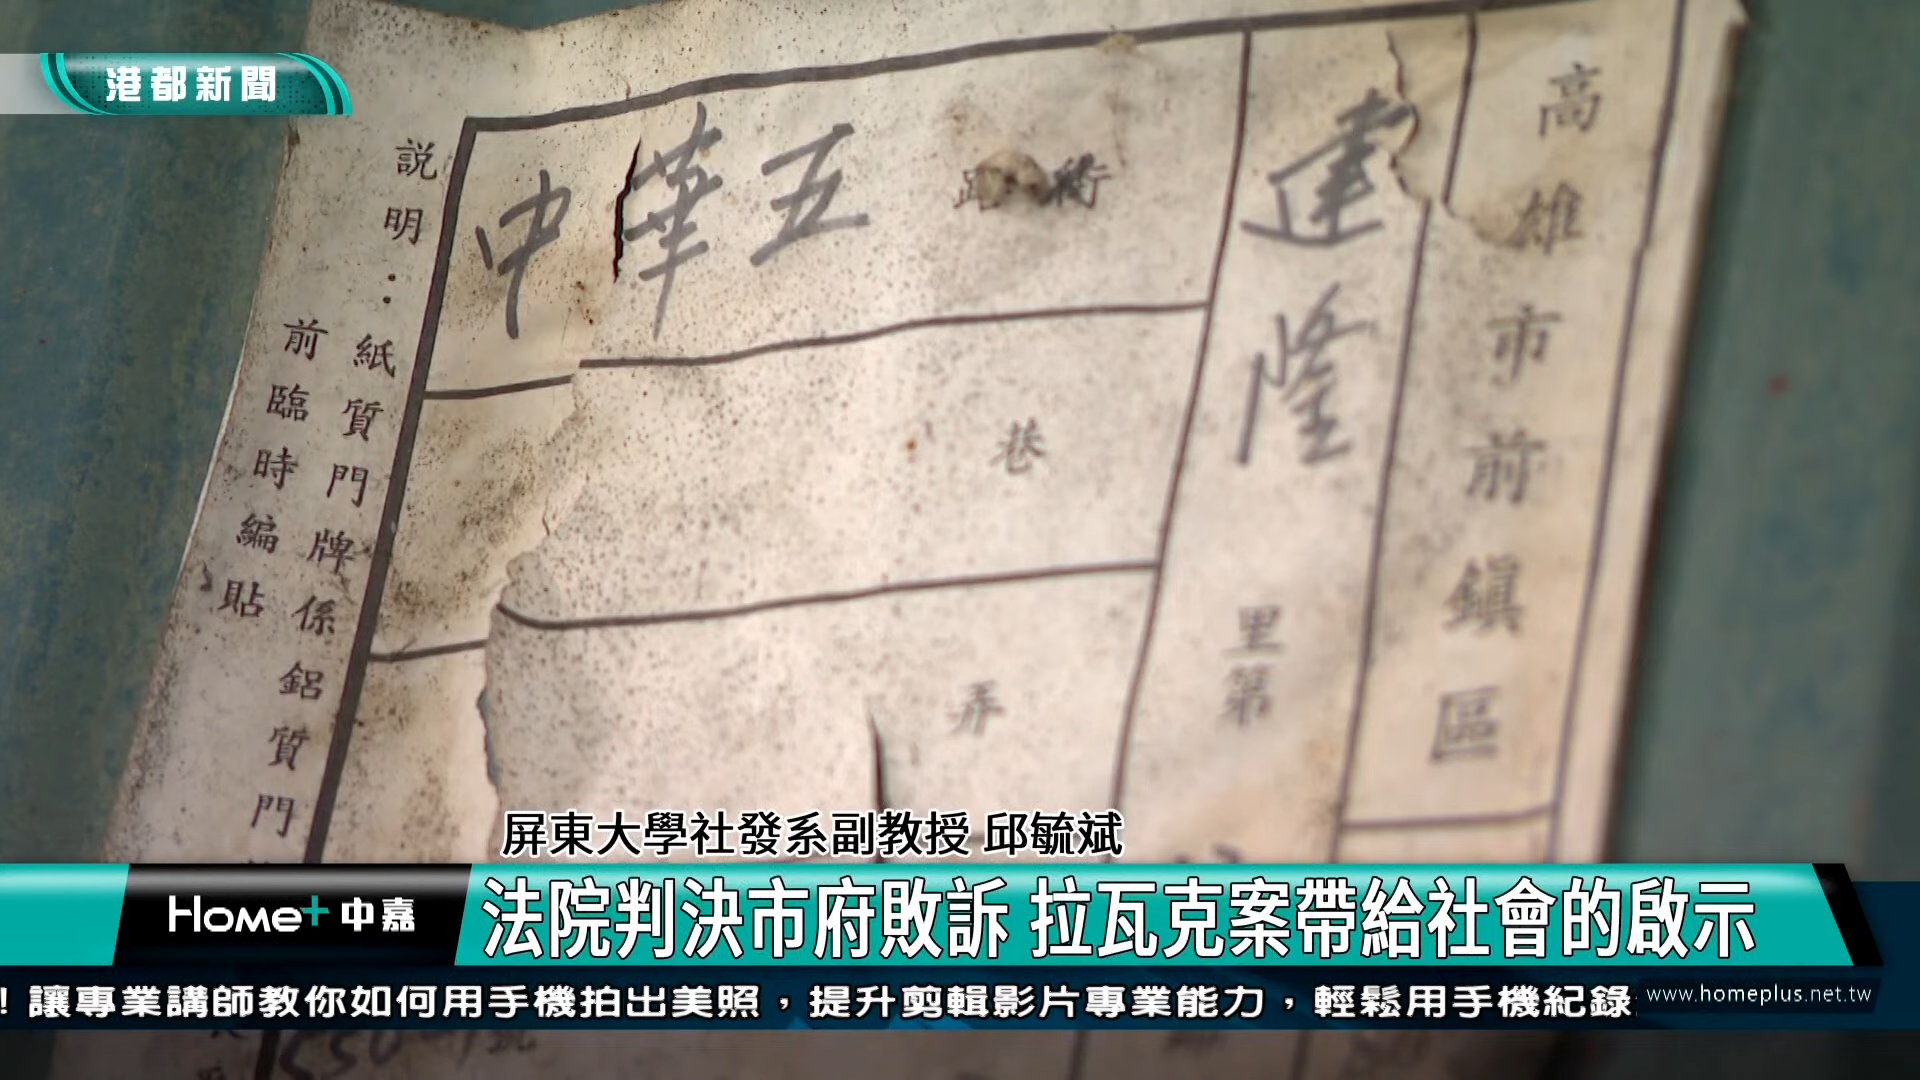 港都新聞
高雄市前鎮區
建隆里第
中華五
巷
弄
說明：紙質門牌係鋁質門
前臨時編貼
屏東大學社發系副教授 邱毓斌
Home+中嘉
法院判決市府敗訴 拉瓦克案帶給社會的啟示
！讓專業講師教你如何用手機拍出美照，提升剪輯影片專業能力，輕鬆用手機紀錄
www.homeplus.net.tw